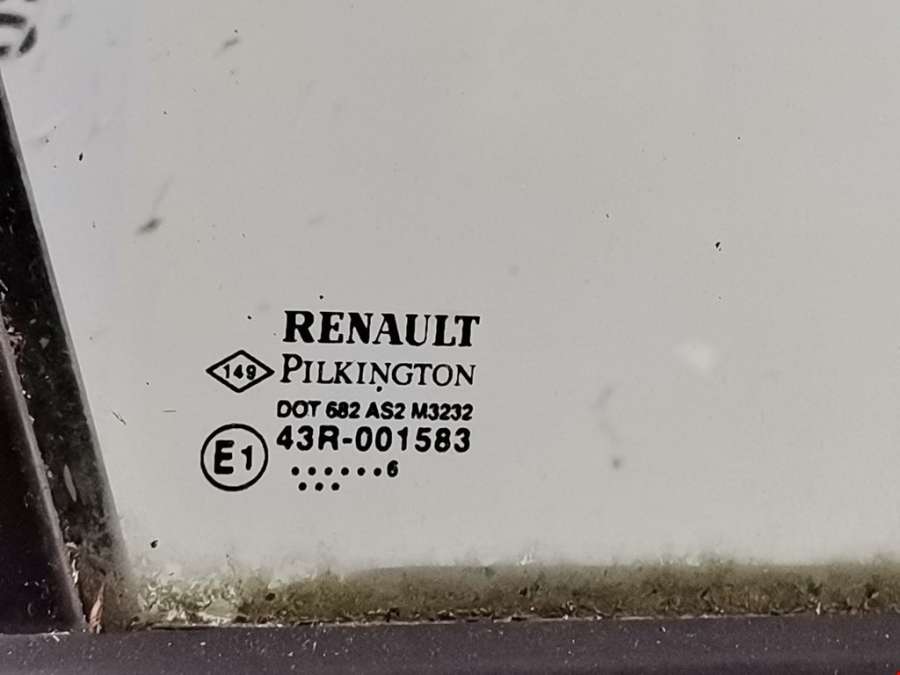 RENAULT
149 PILKINGTON
DOT 682 AS2 M3232
E1 43R-001583
......6
...